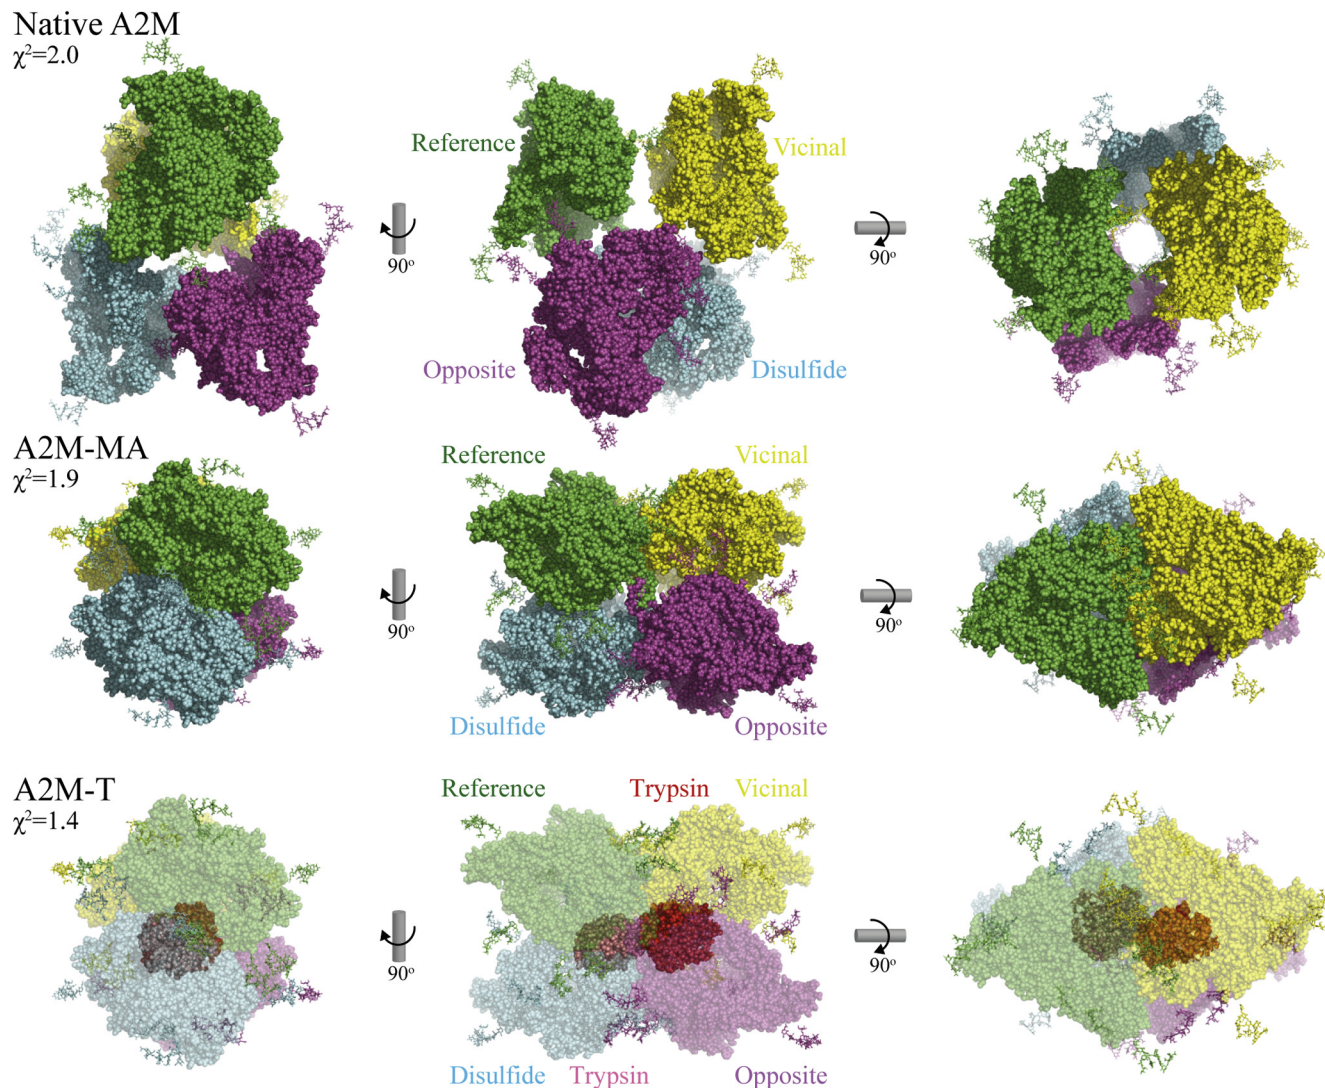 Native A2M
χ²=2.0
Reference
Vicinal
90°
90°
Opposite
Disulfide
A2M-MA
χ²=1.9
Reference
Vicinal
90°
90°
Disulfide
Opposite
A2M-T
χ²=1.4
Reference
Trypsin
Vicinal
90°
90°
Disulfide
Trypsin
Opposite